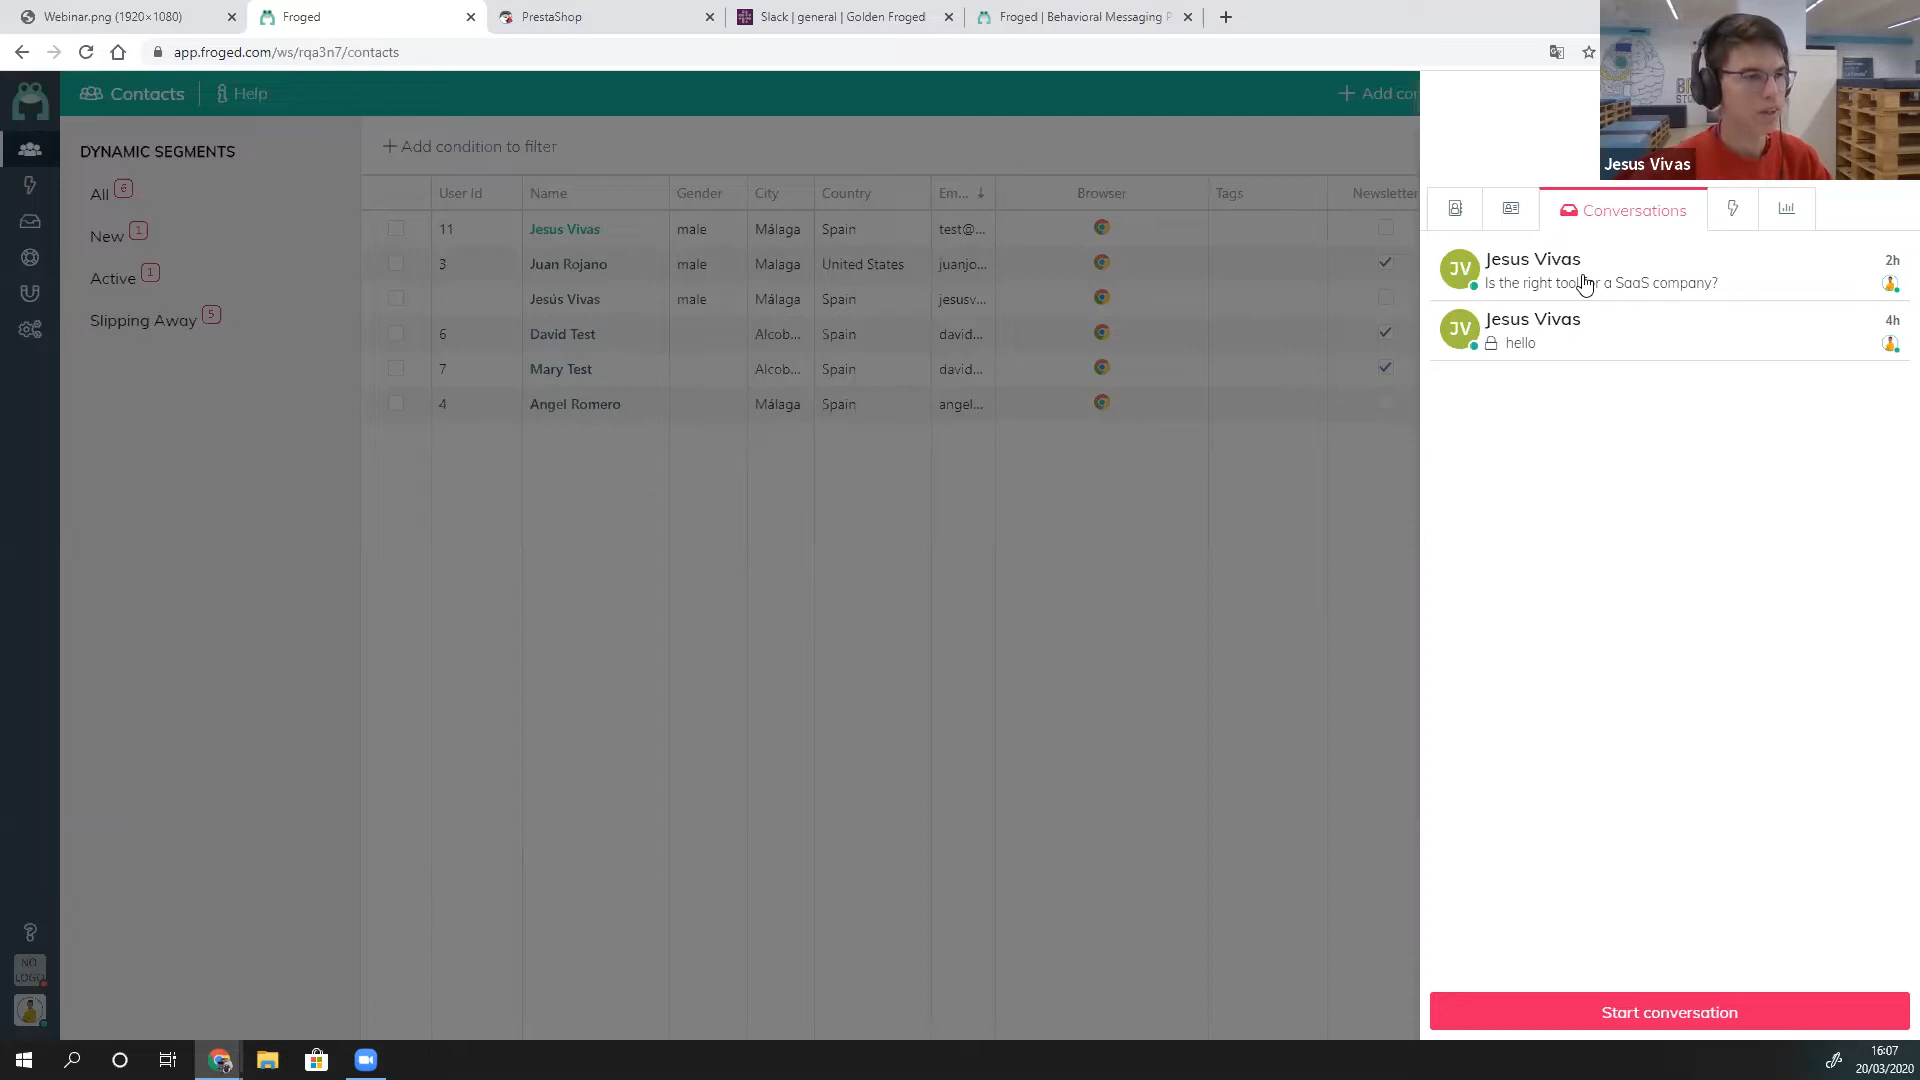 Webinar.png (1920×1080)
Froged
PrestaShop
Slack | general | Golden Froged
Froged | Behavioral Messaging P
app.froged.com/ws/rqa3n7/contacts
Contacts
Help
Add con
Jesus Vivas
DYNAMIC SEGMENTS
All 6
New 1
Active 1
Slipping Away 5
Add condition to filter
User Id Name Gender City Country Em... Browser Tags Newsletter
11 Jesus Vivas male Málaga Spain test@...
3 Juan Rojano male Malaga United States juanjo...
Jesús Vivas male Málaga Spain jesusv...
6 David Test Alcob... Spain david...
7 Mary Test Alcob... Spain david...
4 Angel Romero Málaga Spain angel...
Conversations
JV Jesus Vivas 2h
Is the right tool a SaaS company?
JV Jesus Vivas 4h
hello
Start conversation
NO
LOGO
16:07
20/03/2020